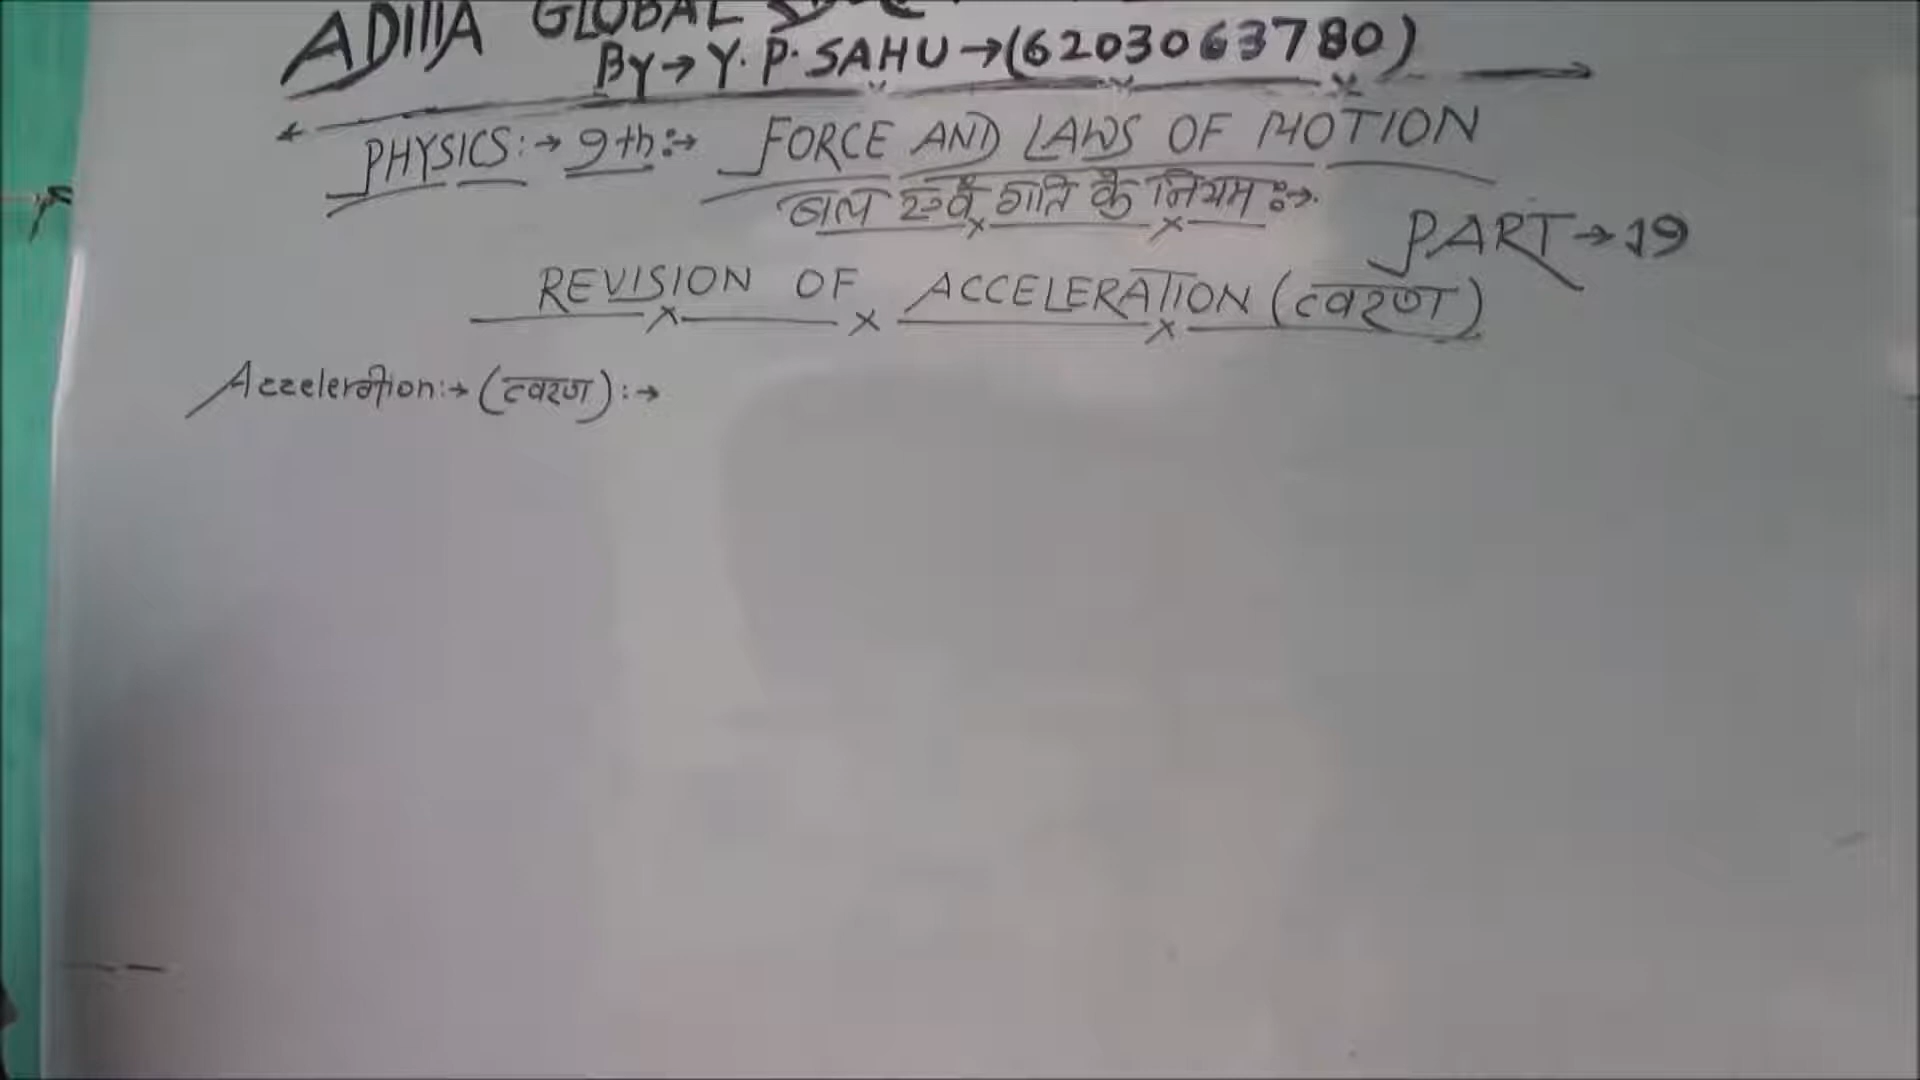 GLOBAL
BY→Y.P.SAHU→(6203063780)
PHYSICS:→9th:→ FORCE AND LAWS OF MOTION
बल एवं गति के नियम:→
PART→19
REVISION OF ACCELERATION (त्वरण)
Acceleration:→(त्वरण):→